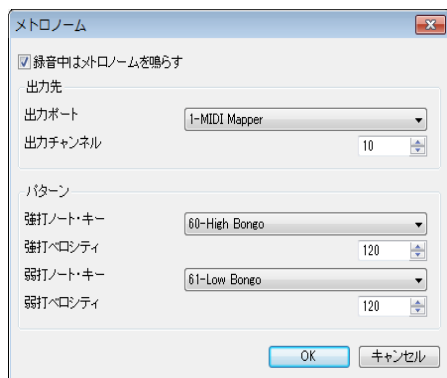 メトロノーム
録音中はメトロノームを鳴らす
出力先
出力ポート 1-MIDI Mapper
出力チャンネル 10
パターン
強打ノート・キー 60-High Bongo
強打ベロシティ 120
弱打ノート・キー 61-Low Bongo
弱打ベロシティ 120
OK キャンセル